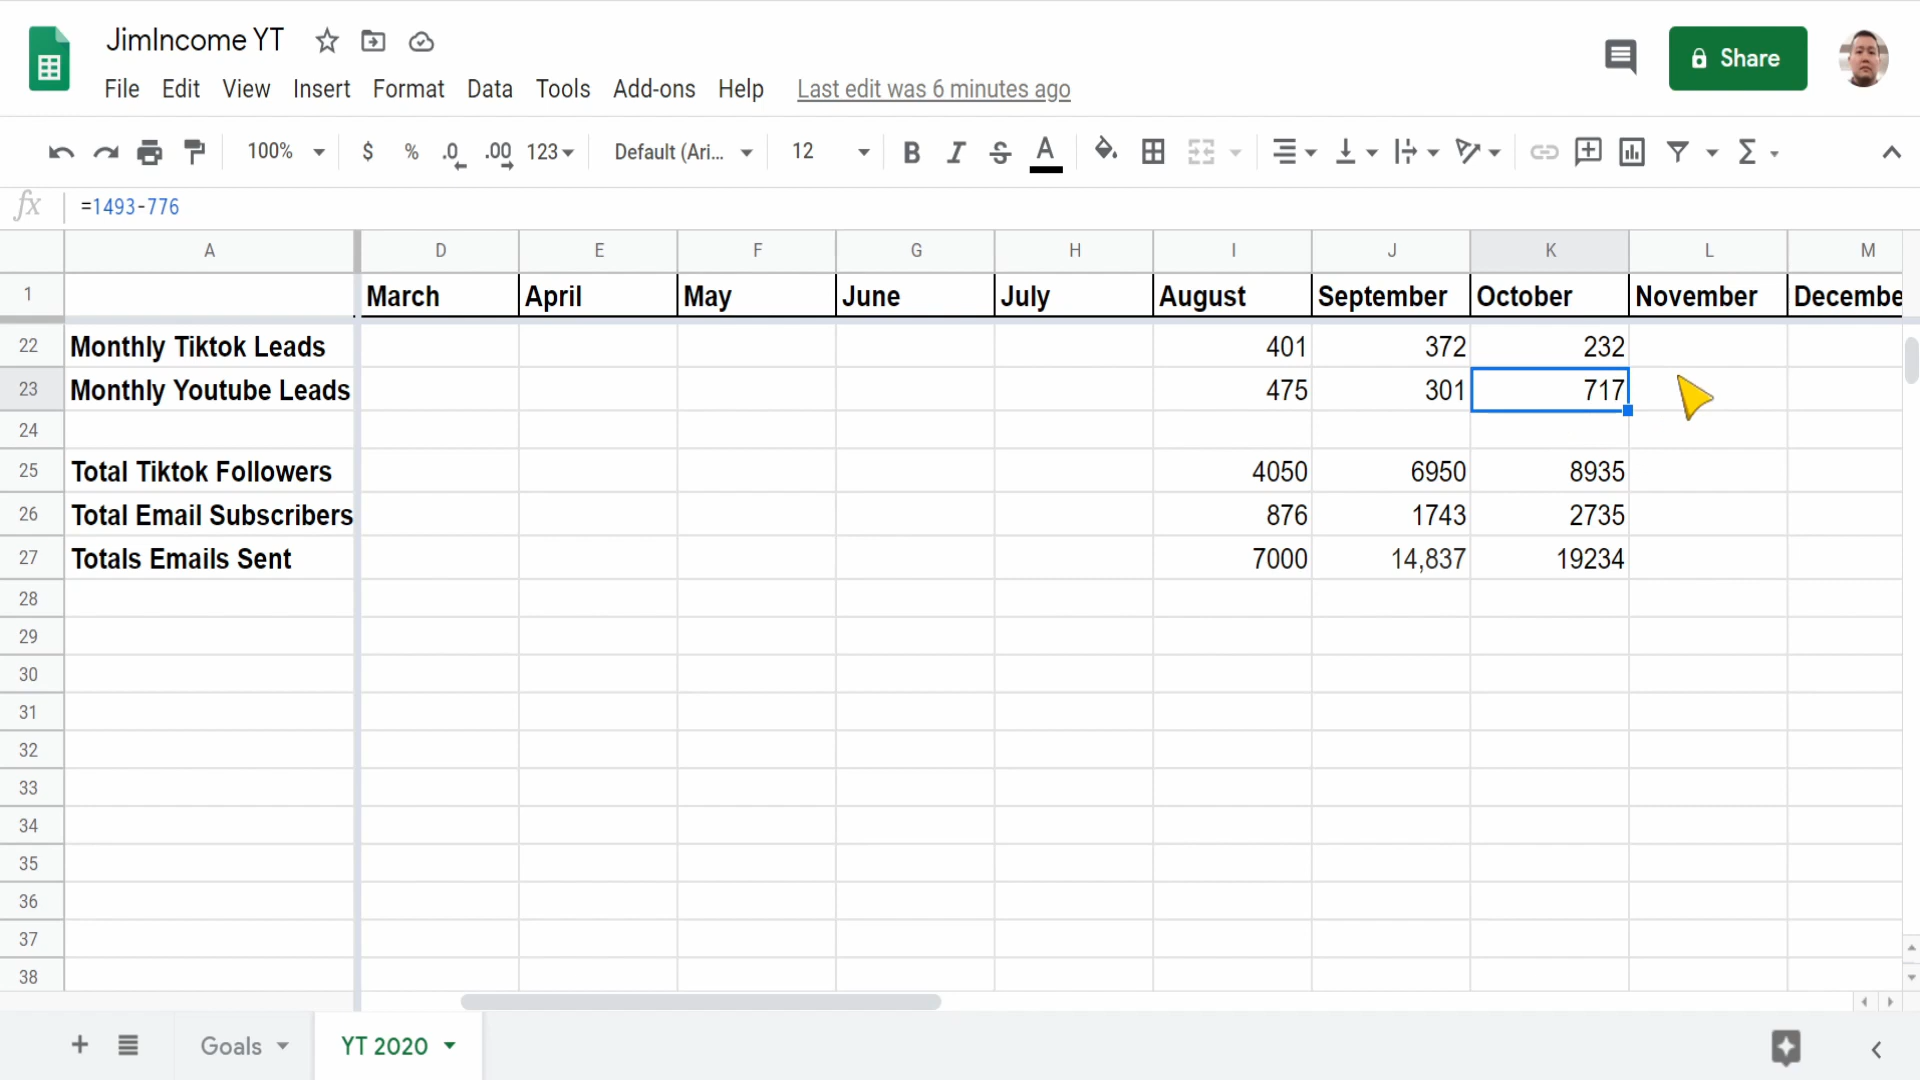 JimIncome YT
Share
File Edit View Insert Format Data Tools Add-ons Help Last edit was 6 minutes ago
100% $ % .0 .00 123 Default (Ari... 12 B I S A Σ
fx =1493-776
A D E F G H I J K L M
1 March April May June July August September October November Decembe
22 Monthly Tiktok Leads 401 372 232
23 Monthly Youtube Leads 475 301 717
24
25 Total Tiktok Followers 4050 6950 8935
26 Total Email Subscribers 876 1743 2735
27 Totals Emails Sent 7000 14,837 19234
28
29
30
31
32
33
34
35
36
37
38
+ Goals YT 2020